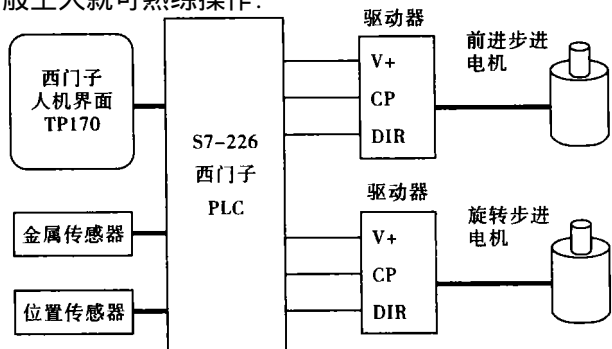 般工人就可熟练操作.
西门子
人机界面
TP170
金属传感器
位置传感器
S7-226
西门子
PLC
驱动器
V+
CP
DIR
前进步进
电机
驱动器
V+
CP
DIR
旋转步进
电机